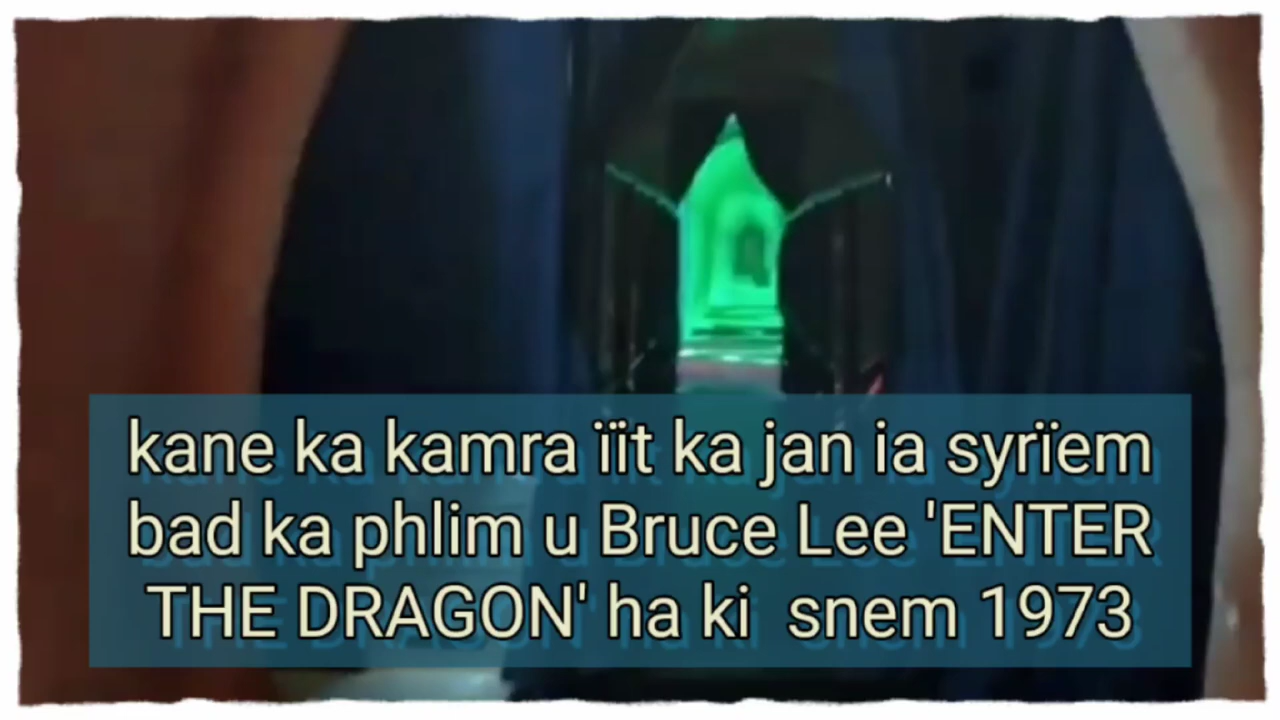 kane ka kamra ïit ka jan ia syrïem
bad ka phlim u Bruce Lee 'ENTER
THE DRAGON' ha ki snem 1973